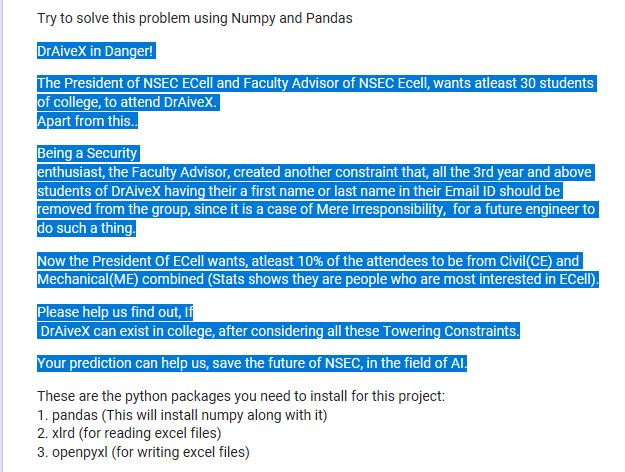 Try to solve this problem using Numpy and Pandas
DrAiveX in Danger!
The President of NSEC ECell and Faculty Advisor of NSEC Ecell, wants atleast 30 students
of college, to attend DrAiveX.
Apart from this..
Being a Security
enthusiast, the Faculty Advisor, created another constraint that, all the 3rd year and above
students of DrAiveX having their a first name or last name in their Email ID should be
removed from the group, since it is a case of Mere Irresponsibility,  for a future engineer to
do such a thing.
Now the President Of ECell wants, atleast 10% of the attendees to be from Civil(CE) and
Mechanical(ME) combined (Stats shows they are people who are most interested in ECell).
Please help us find out, If
DrAiveX can exist in college, after considering all these Towering Constraints.
Your prediction can help us, save the future of NSEC, in the field of AI.
These are the python packages you need to install for this project:
1. pandas (This will install numpy along with it)
2. xlrd (for reading excel files)
3. openpyxl (for writing excel files)